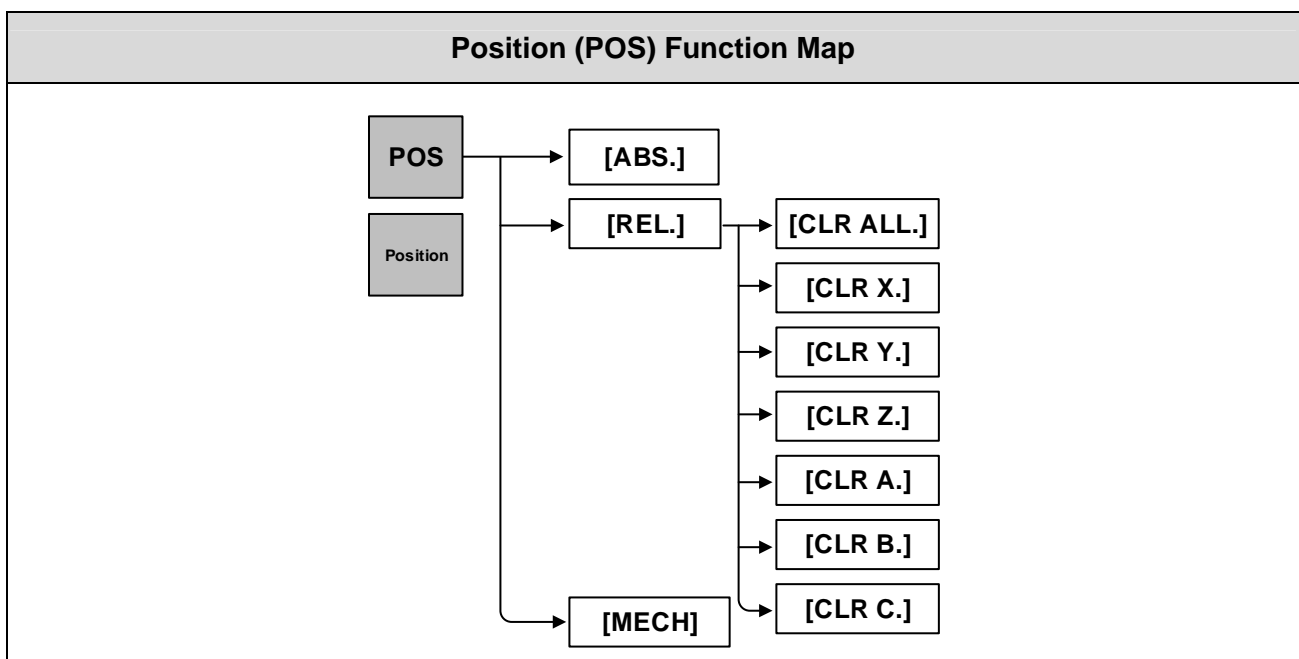 Position (POS) Function Map
POS
[ABS.]
Position
[REL.]
[CLR ALL.]
[CLR X.]
[CLR Y.]
[CLR Z.]
[CLR A.]
[CLR B.]
[MECH]
[CLR C.]